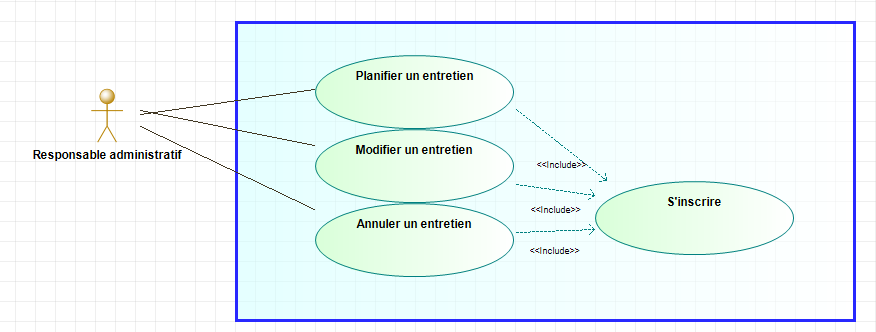 Planifier un entretien
Responsable administratif
Modifier un entretien
<<Include>>
S'inscrire
<<Include>>
Annuler un entretien
<<Include>>